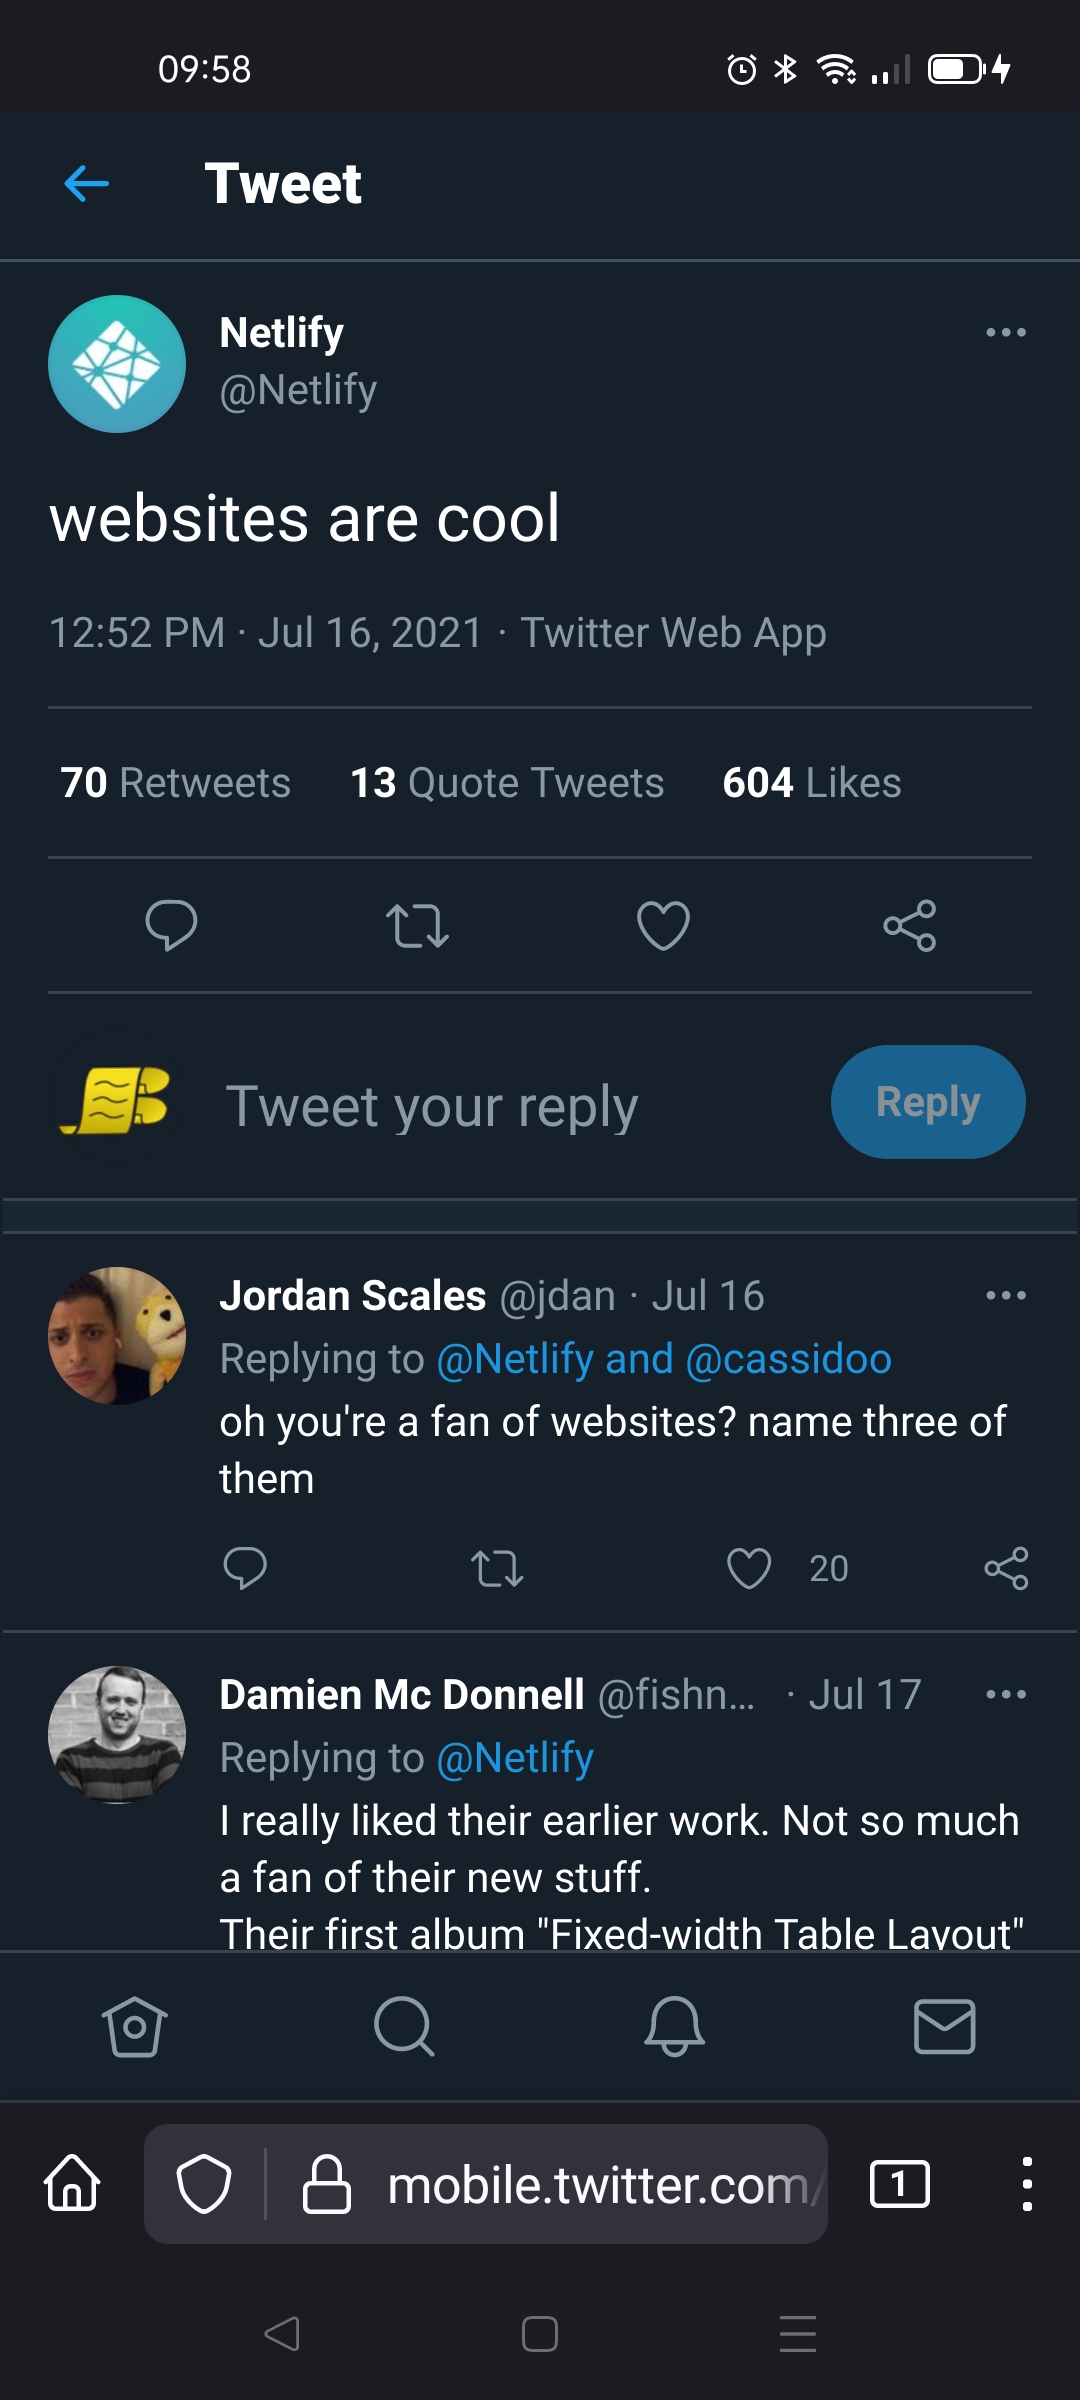 09:58
Tweet
Netlify
@Netlify
websites are cool
12:52 PM · Jul 16, 2021 · Twitter Web App
70 Retweets 13 Quote Tweets 604 Likes
Tweet your reply Reply
Jordan Scales @jdan · Jul 16
Replying to @Netlify and @cassidoo
oh you're a fan of websites? name three of
them
20
Damien Mc Donnell @fishn... · Jul 17
Replying to @Netlify
I really liked their earlier work. Not so much
a fan of their new stuff.
Their first album "Fixed-width Table Layout"
mobile.twitter.com/ 1